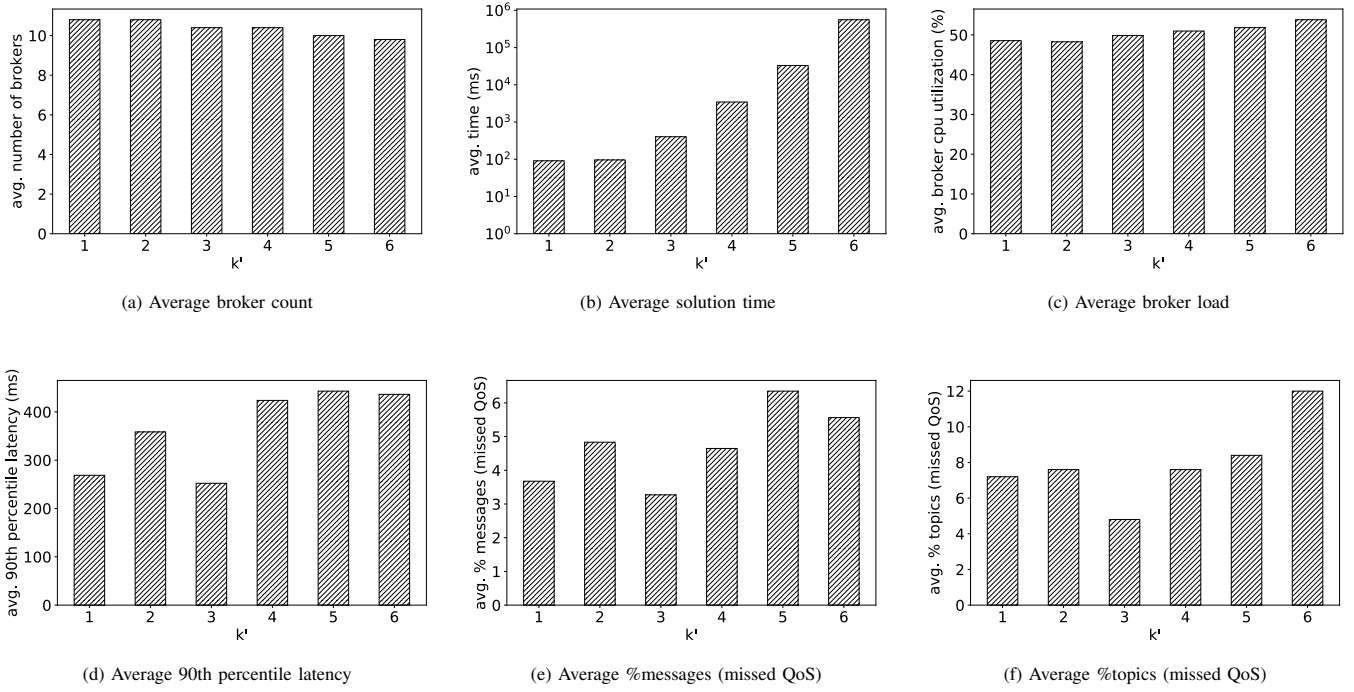 avg. number of brokers
10
8
6
4
2
0
1 2 3 4 5 6
k'
(a) Average broker count
avg. time (ms)
10^6
10^5
10^4
10^3
10^2
10^1
10^0
1 2 3 4 5 6
k'
(b) Average solution time
avg. broker cpu utilization (%)
50
40
30
20
10
0
1 2 3 4 5 6
k'
(c) Average broker load
avg. 90th percentile latency (ms)
400
300
200
100
0
1 2 3 4 5 6
k'
(d) Average 90th percentile latency
avg. % messages (missed QoS)
6
5
4
3
2
1
0
1 2 3 4 5 6
k'
(e) Average %messages (missed QoS)
avg. % topics (missed QoS)
12
10
8
6
4
2
0
1 2 3 4 5 6
k'
(f) Average %topics (missed QoS)